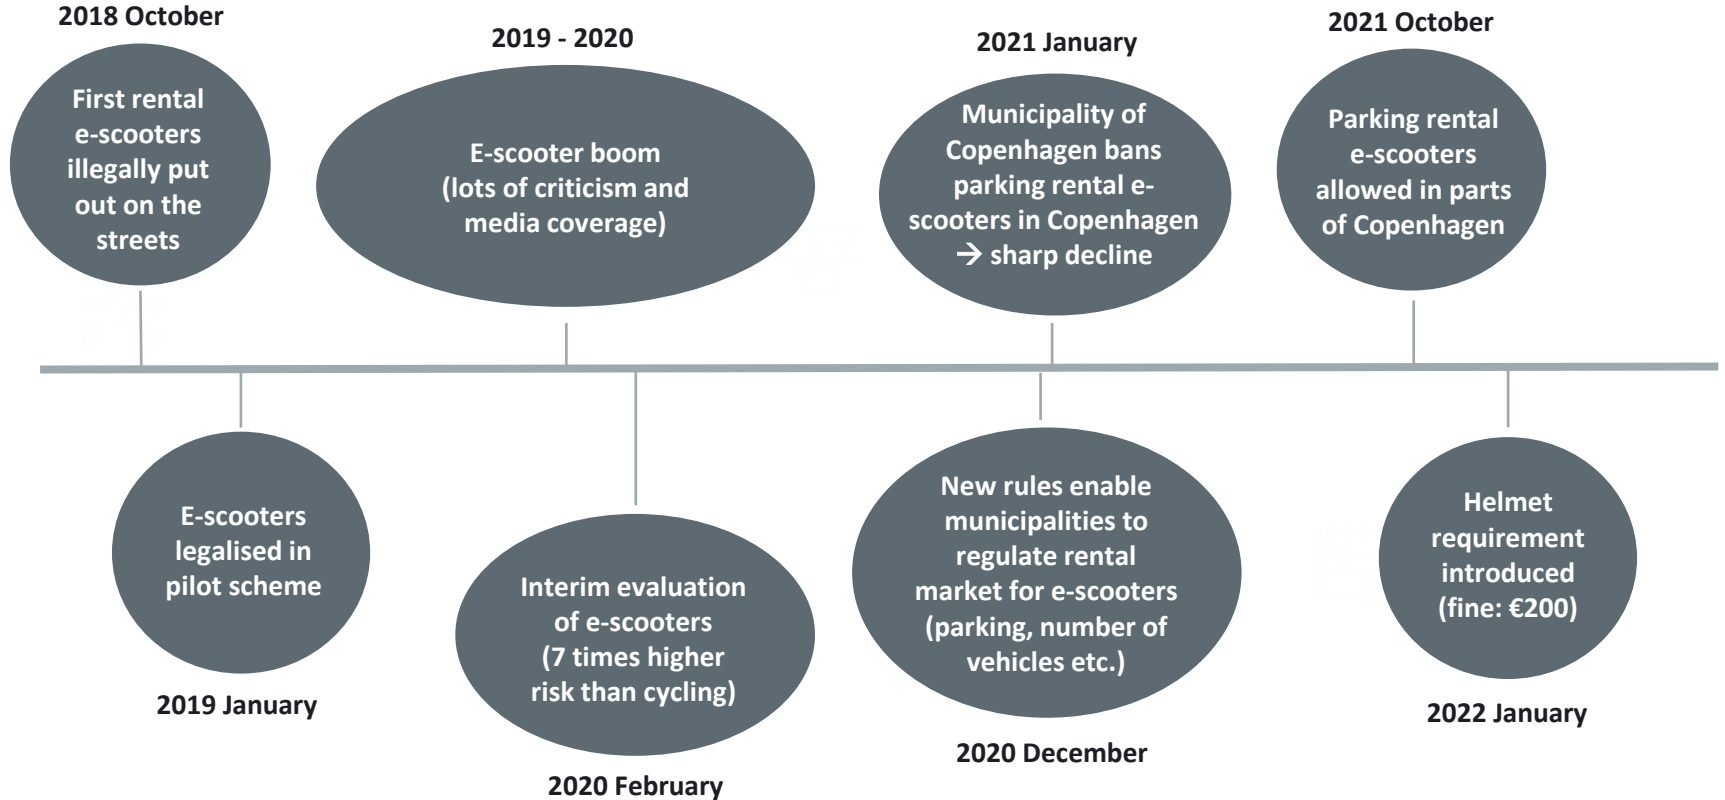 2018 October
First rental
e-scooters
illegally put
out on the
streets
2019 - 2020
E-scooter boom
(lots of criticism and
media coverage)
2021 January
Municipality of
Copenhagen bans
parking rental e-
scooters in Copenhagen
→ sharp decline
2021 October
Parking rental
e-scooters
allowed in parts
of Copenhagen
E-scooters
legalised in
pilot scheme
2019 January
Interim evaluation
of e-scooters
(7 times higher
risk than cycling)
2020 February
New rules enable
municipalities to
regulate rental
market for e-scooters
(parking, number of
vehicles etc.)
2020 December
Helmet
requirement
introduced
(fine: €200)
2022 January